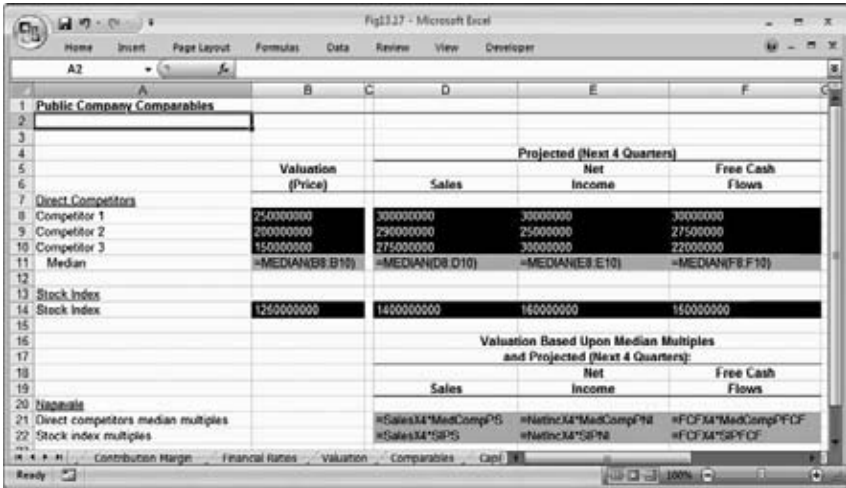 Fig13.17 - Microsoft Excel
Home Insert Page Layout Formulas Data Review View Developer
A2 fx
A B C D E F G
1 Public Company Comparables
2
3
4 Projected (Next 4 Quarters)
5 Valuation Net Free Cash
6 (Price) Sales Income Flows
7 Direct Competitors
8 Competitor 1 250000000 300000000 30000000 30000000
9 Competitor 2 200000000 290000000 25000000 27500000
10 Competitor 3 150000000 275000000 30000000 22000000
11 Median =MEDIAN(B8:B10) =MEDIAN(D8:D10) =MEDIAN(E8:E10) =MEDIAN(F8:F10)
12
13 Stock Index
14 Stock Index 1250000000 1400000000 160000000 150000000
15
16 Valuation Based Upon Median Multiples
17 and Projected (Next 4 Quarters):
18 Net Free Cash
19 Sales Income Flows
20 Napavale
21 Direct competitors median multiples =SalesX4*MedCompPS =NetIncX4*MedCompPNI =FCFX4*MedCompPFCF
22 Stock index multiples =SalesX4*SIPS =NetIncX4*SIPNI =FCFX4*SIPFCF
Contribution Margin Financial Ratios Valuation Comparables Capi
Ready 100%